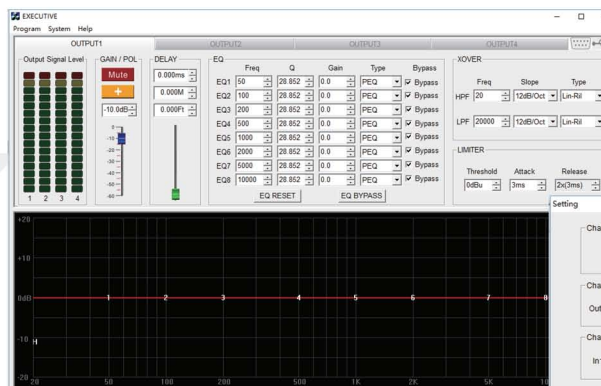 EXECUTIVE
Program System Help
OUTPUT1 OUTPUT2 OUTPUT3 OUTPUT4
Output Signal Level GAIN / POL DELAY EQ XOVER
Freq Q Gain Type Bypass
Mute 0.000ms
EQ1 50 28.852 0.0 PEQ Bypass
Freq Slope Type
+ 0.000M
EQ2 100 28.852 0.0 PEQ Bypass
HPF 20 12dB/Oct Lin-Ril
-10.0dB 0.000Ft
EQ3 200 28.852 0.0 PEQ Bypass
EQ4 500 28.852 0.0 PEQ Bypass
LPF 20000 12dB/Oct Lin-Ril
EQ5 1000 28.852 0.0 PEQ Bypass
EQ6 2000 28.852 0.0 PEQ Bypass
LIMITER
EQ7 5000 28.852 0.0 PEQ Bypass
Threshold Attack Release
EQ8 10000 28.852 0.0 PEQ Bypass
0dBu 3ms 2x(3ms)
1 2 3 4
EQ RESET EQ BYPASS
Setting
+20
+10
0dB 1 2 3 4 5 6 7 8
-10 H
-20
20 50 100 200 500 1K 2K 5K
Cha
Cha
Out
Cha